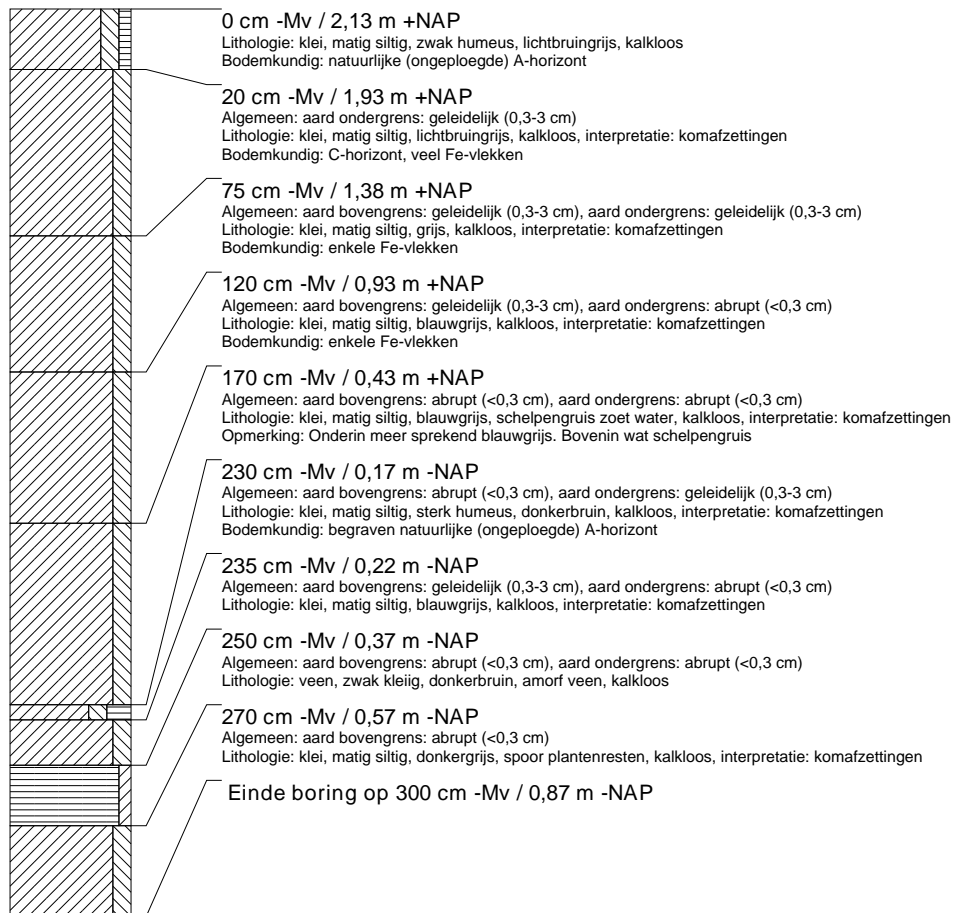 0 cm -Mv / 2,13 m +NAP
Lithologie: klei, matig siltig, zwak humeus, lichtbruingrijs, kalkloos
Bodemkundig: natuurlijke (ongeploegde) A-horizont
20 cm -Mv / 1,93 m +NAP
Algemeen: aard ondergrens: geleidelijk (0,3-3 cm)
Lithologie: klei, matig siltig, lichtbruingrijs, kalkloos, interpretatie: komafzettingen
Bodemkundig: C-horizont, veel Fe-vlekken
75 cm -Mv / 1,38 m +NAP
Algemeen: aard bovengrens: geleidelijk (0,3-3 cm), aard ondergrens: geleidelijk (0,3-3 cm)
Lithologie: klei, matig siltig, grijs, kalkloos, interpretatie: komafzettingen
Bodemkundig: enkele Fe-vlekken
120 cm -Mv / 0,93 m +NAP
Algemeen: aard bovengrens: geleidelijk (0,3-3 cm), aard ondergrens: abrupt (<0,3 cm)
Lithologie: klei, matig siltig, blauwgrijs, kalkloos, interpretatie: komafzettingen
Bodemkundig: enkele Fe-vlekken
170 cm -Mv / 0,43 m +NAP
Algemeen: aard bovengrens: abrupt (<0,3 cm), aard ondergrens: abrupt (<0,3 cm)
Lithologie: klei, matig siltig, blauwgrijs, schelpengruis zoet water, kalkloos, interpretatie: komafzettingen
Opmerking: Onderin meer sprekend blauwgrijs. Bovenin wat schelpengruis
230 cm -Mv / 0,17 m -NAP
Algemeen: aard bovengrens: abrupt (<0,3 cm), aard ondergrens: geleidelijk (0,3-3 cm)
Lithologie: klei, matig siltig, sterk humeus, donkerbruin, kalkloos, interpretatie: komafzettingen
Bodemkundig: begraven natuurlijke (ongeploegde) A-horizont
235 cm -Mv / 0,22 m -NAP
Algemeen: aard bovengrens: geleidelijk (0,3-3 cm), aard ondergrens: abrupt (<0,3 cm)
Lithologie: klei, matig siltig, blauwgrijs, kalkloos, interpretatie: komafzettingen
250 cm -Mv / 0,37 m -NAP
Algemeen: aard bovengrens: abrupt (<0,3 cm), aard ondergrens: abrupt (<0,3 cm)
Lithologie: veen, zwak kleiig, donkerbruin, amorf veen, kalkloos
270 cm -Mv / 0,57 m -NAP
Algemeen: aard bovengrens: abrupt (<0,3 cm)
Lithologie: klei, matig siltig, donkergrijs, spoor plantenresten, kalkloos, interpretatie: komafzettingen
Einde boring op 300 cm -Mv / 0,87 m -NAP